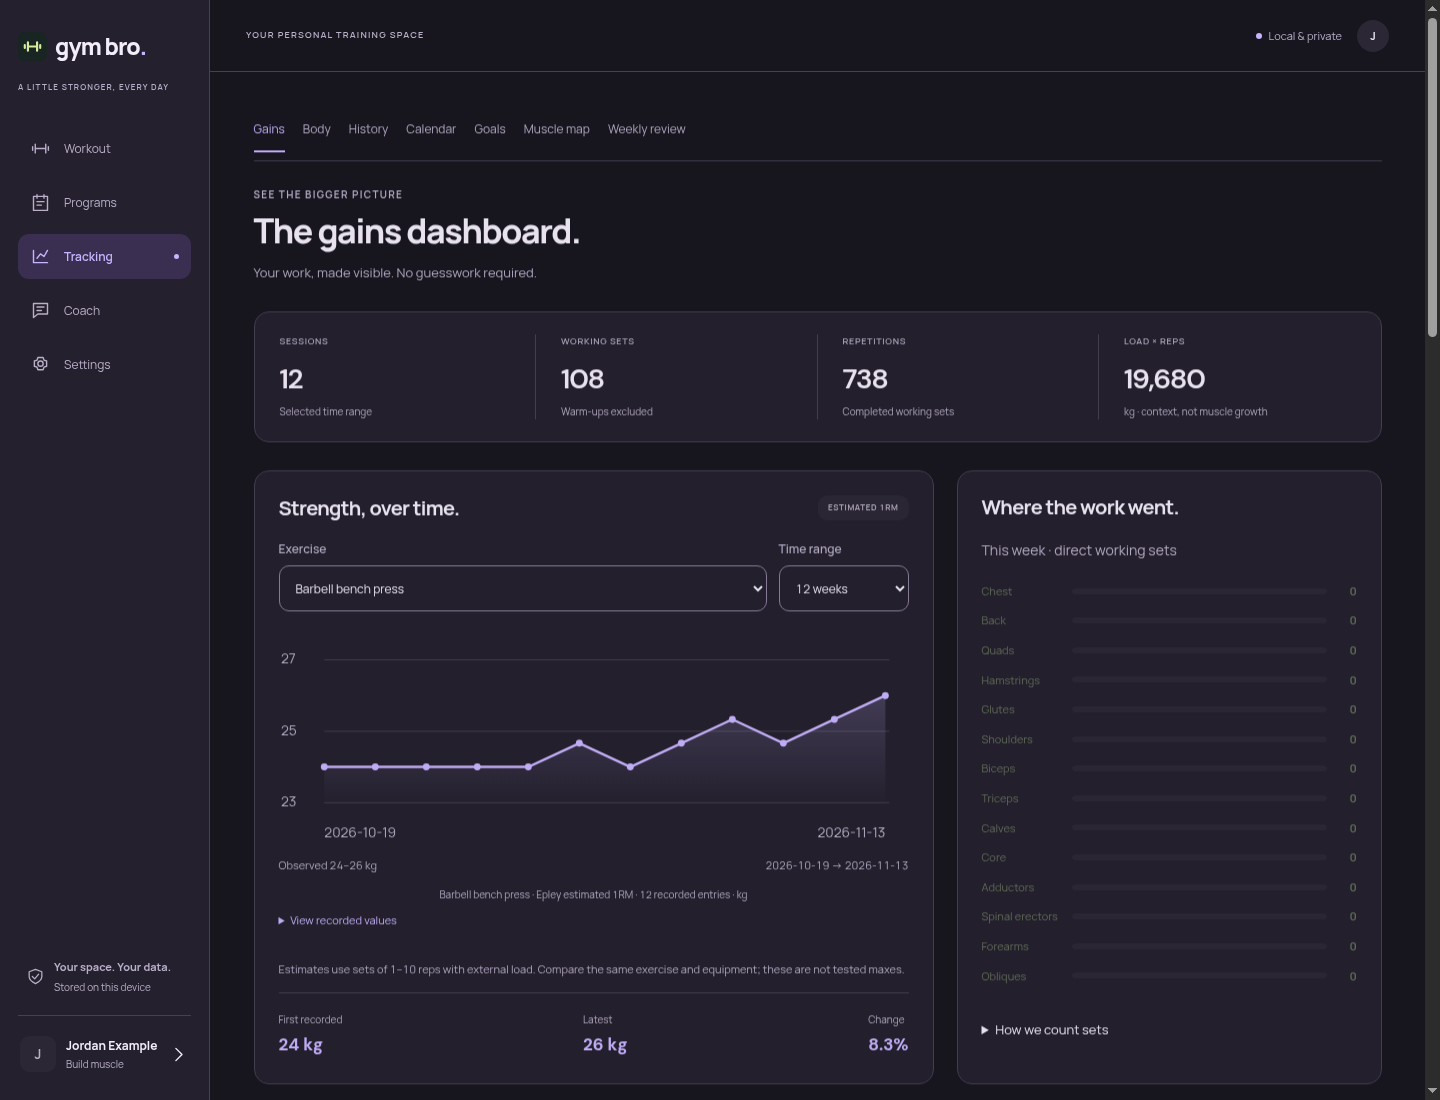 gym bro.
A LITTLE STRONGER, EVERY DAY
Workout
Programs
Tracking
Coach
Settings
Your space. Your data.
Stored on this device
J
Jordan Example
Build muscle
YOUR PERSONAL TRAINING SPACE
Local & private
J
Gains Body History Calendar Goals Muscle map Weekly review
SEE THE BIGGER PICTURE
The gains dashboard.
Your work, made visible. No guesswork required.
SESSIONS
12
Selected time range
WORKING SETS
108
Warm-ups excluded
REPETITIONS
738
Completed working sets
LOAD × REPS
19,680
kg · context, not muscle growth
Strength, over time.
ESTIMATED 1RM
Exercise
Barbell bench press
Time range
12 weeks
27
25
23
2026-10-19 2026-11-13
Observed 24–26 kg 2026-10-19 → 2026-11-13
Barbell bench press · Epley estimated 1RM · 12 recorded entries · kg
View recorded values
Estimates use sets of 1–10 reps with external load. Compare the same exercise and equipment; these are not tested maxes.
First recorded
24 kg
Latest
26 kg
Change
8.3%
Where the work went.
This week · direct working sets
Chest 0
Back 0
Quads 0
Hamstrings 0
Glutes 0
Shoulders 0
Biceps 0
Triceps 0
Calves 0
Core 0
Adductors 0
Spinal erectors 0
Forearms 0
Obliques 0
How we count sets